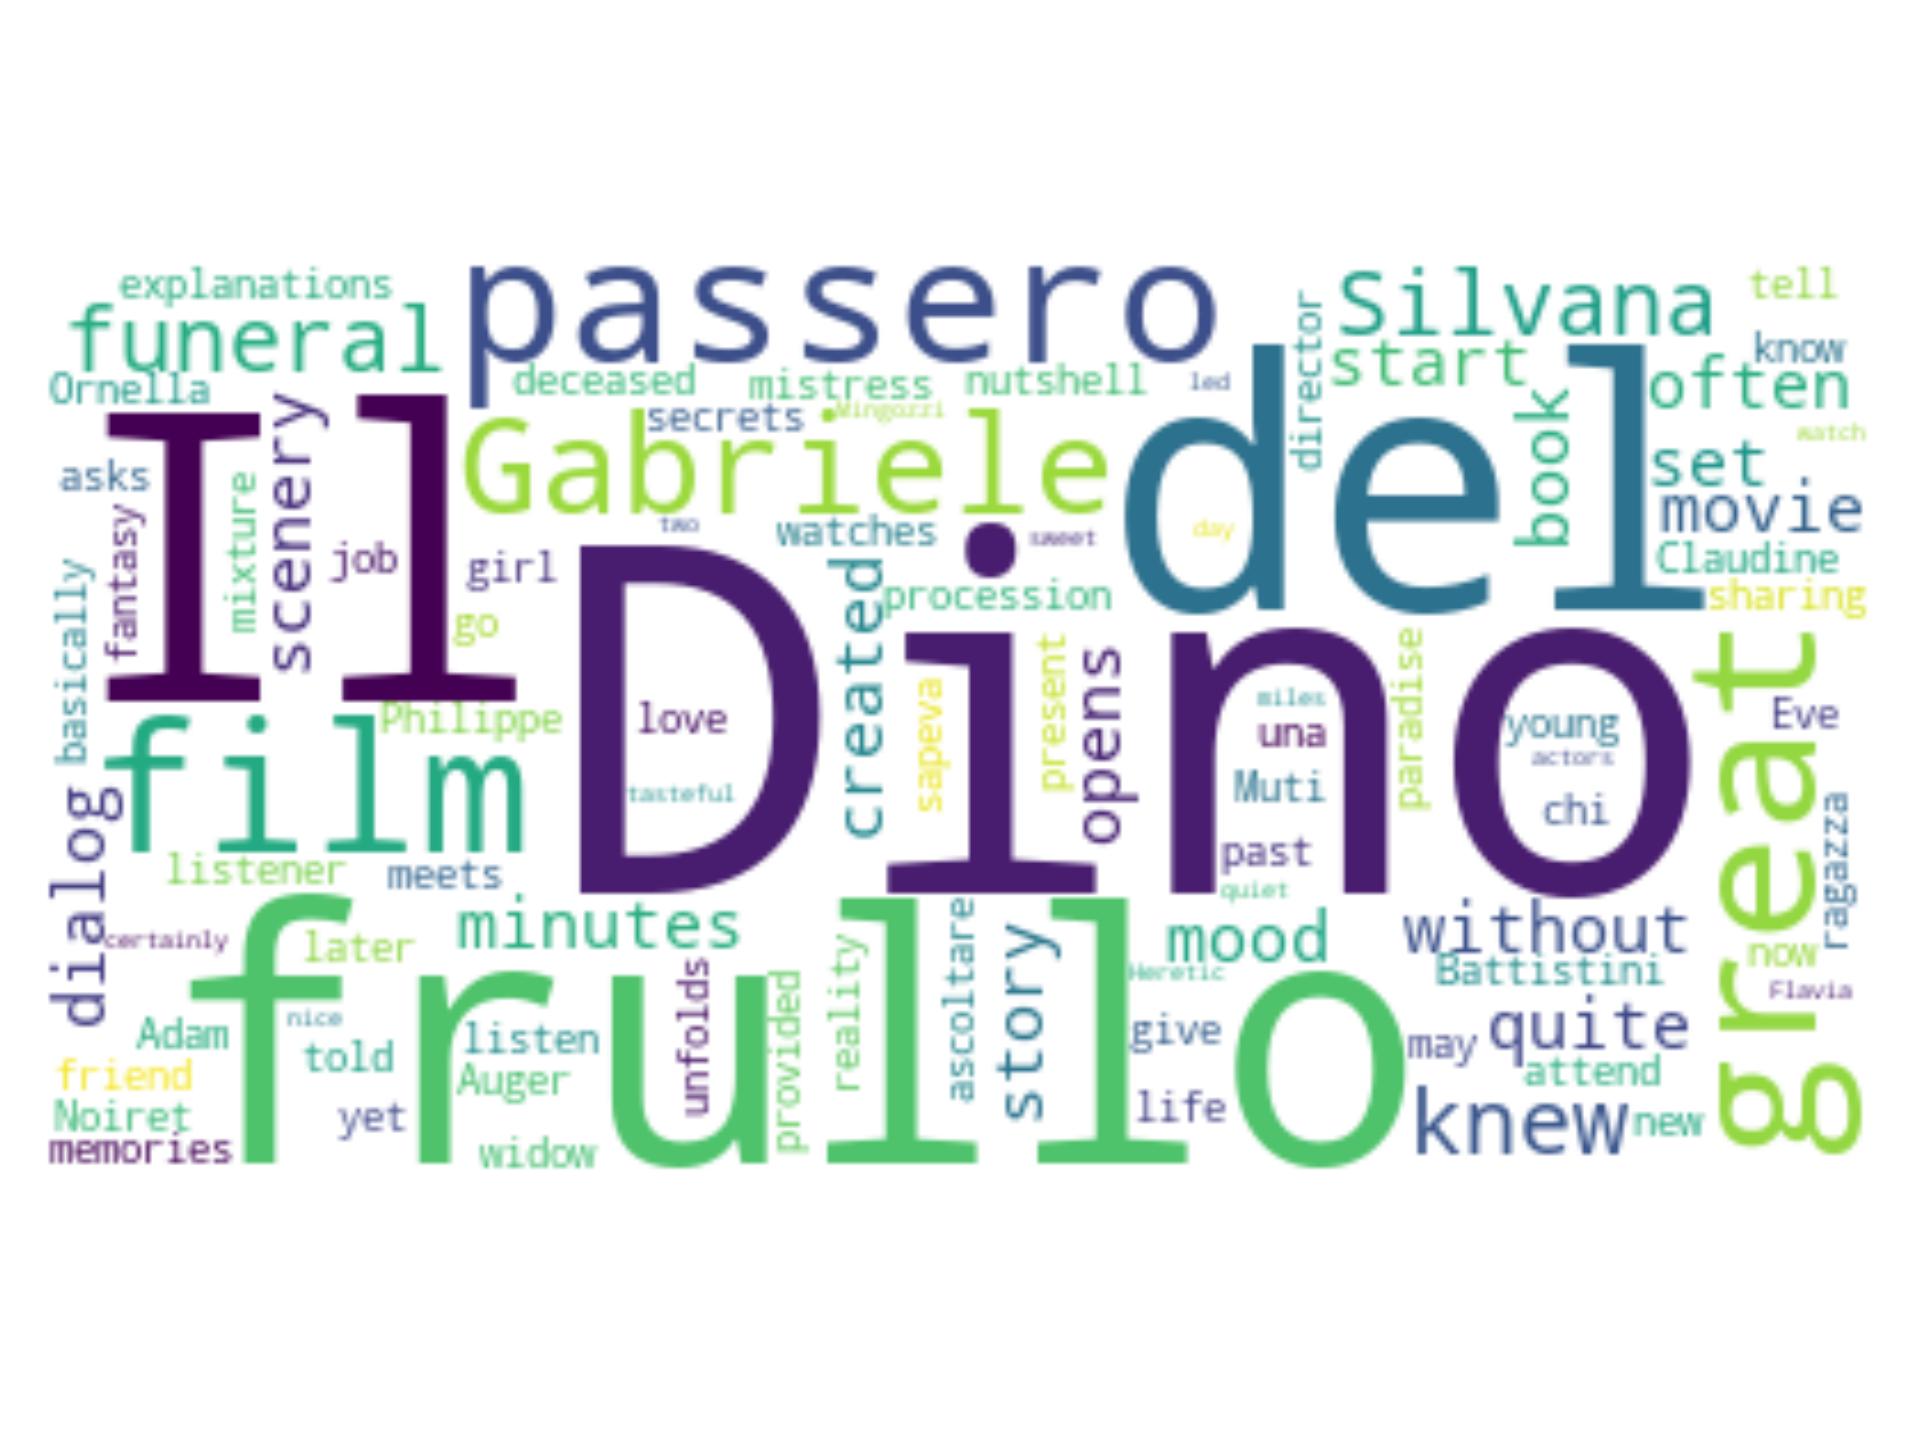 explanations
passero
Silvana
tell
funeral
director
start
know
Ornella
deceased
mistress
nutshell
led
often
Il
scenery
secrets
Mingozzi
del
book
watch
asks
mixture
Gabriele
set
fantasy
job
girl
two
watches
sweet
day
movie
Claudine
basically
go
Dino
created
procession
sharing
film
Philippe
love
sapeva
present
opens
miles
una
paradise
young
actors
great
Eve
tasteful
Muti
chi
dialog
listener
meets
past
quiet
ragazza
certainly
later
minutes
frullo
unfolds
provided
reality
ascoltare
story
mood
Heretic
without
Battistini
now
Flavia
Adam
nice
told
listen
give
may
quite
friend
Auger
attend
Noiret
yet
life
knew
new
memories
widow